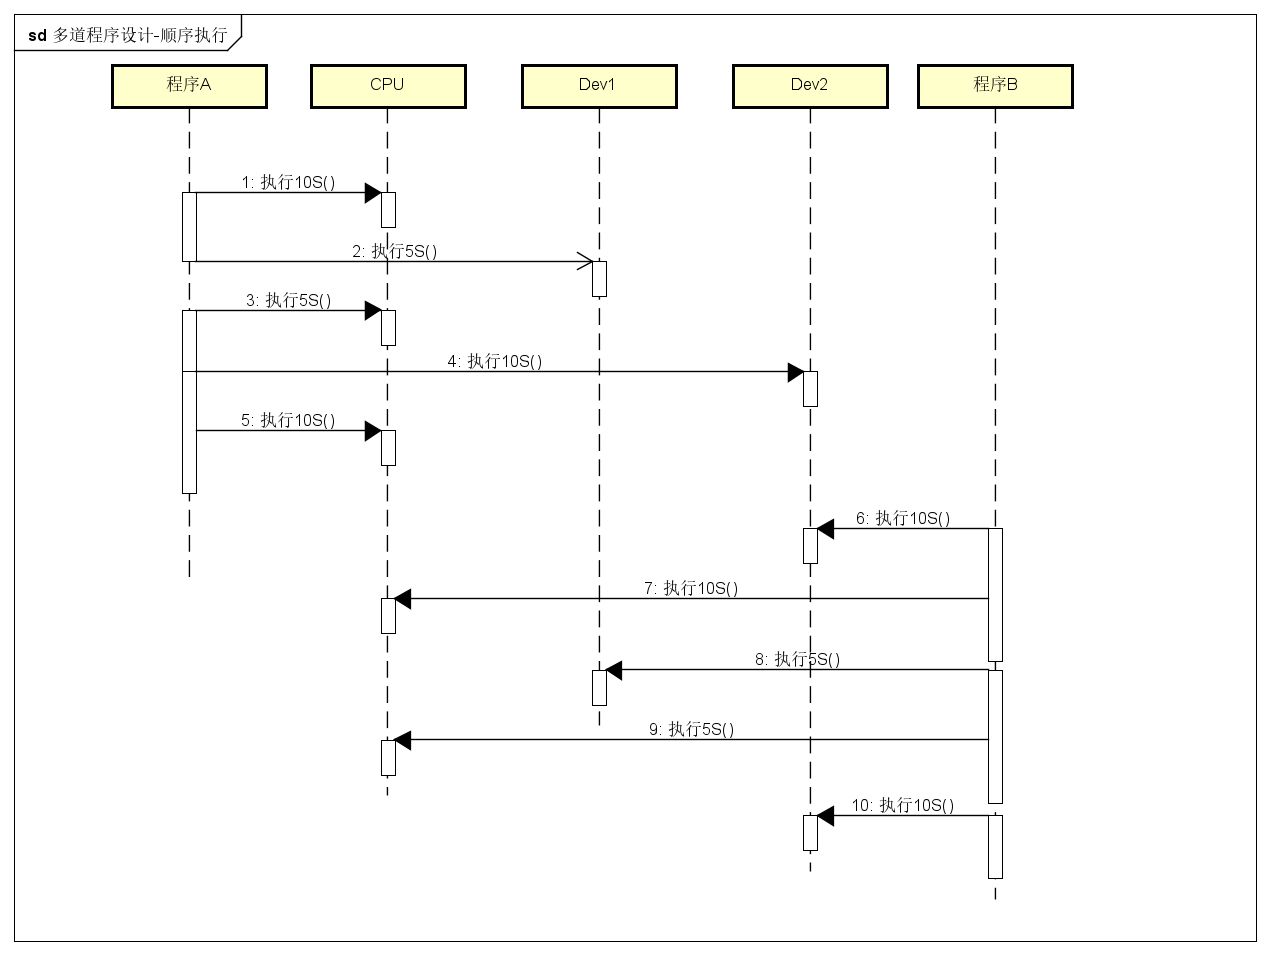 sd 多道程序设计-顺序执行
程序A
CPU
Dev1
Dev2
程序B
1: 执行10S()
2: 执行5S()
3: 执行5S()
4: 执行10S()
5: 执行10S()
6: 执行10S()
7: 执行10S()
8: 执行5S()
9: 执行5S()
10: 执行10S()